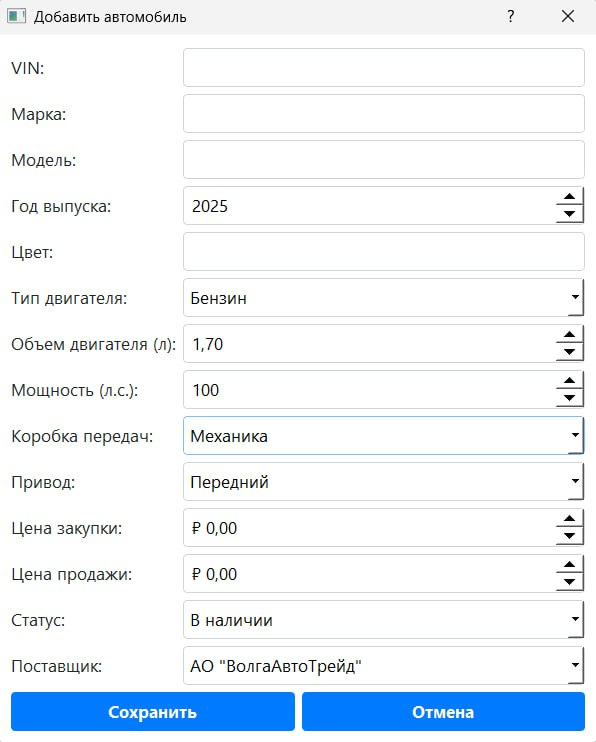 Добавить автомобиль ?
VIN:
Марка:
Модель:
Год выпуска: 2025
Цвет:
Тип двигателя: Бензин
Объем двигателя (л): 1,70
Мощность (л.с.): 100
Коробка передач: Механика
Привод: Передний
Цена закупки: ₽ 0,00
Цена продажи: ₽ 0,00
Статус: В наличии
Поставщик: АО "ВолгаАвтоТрейд"
Сохранить Отмена